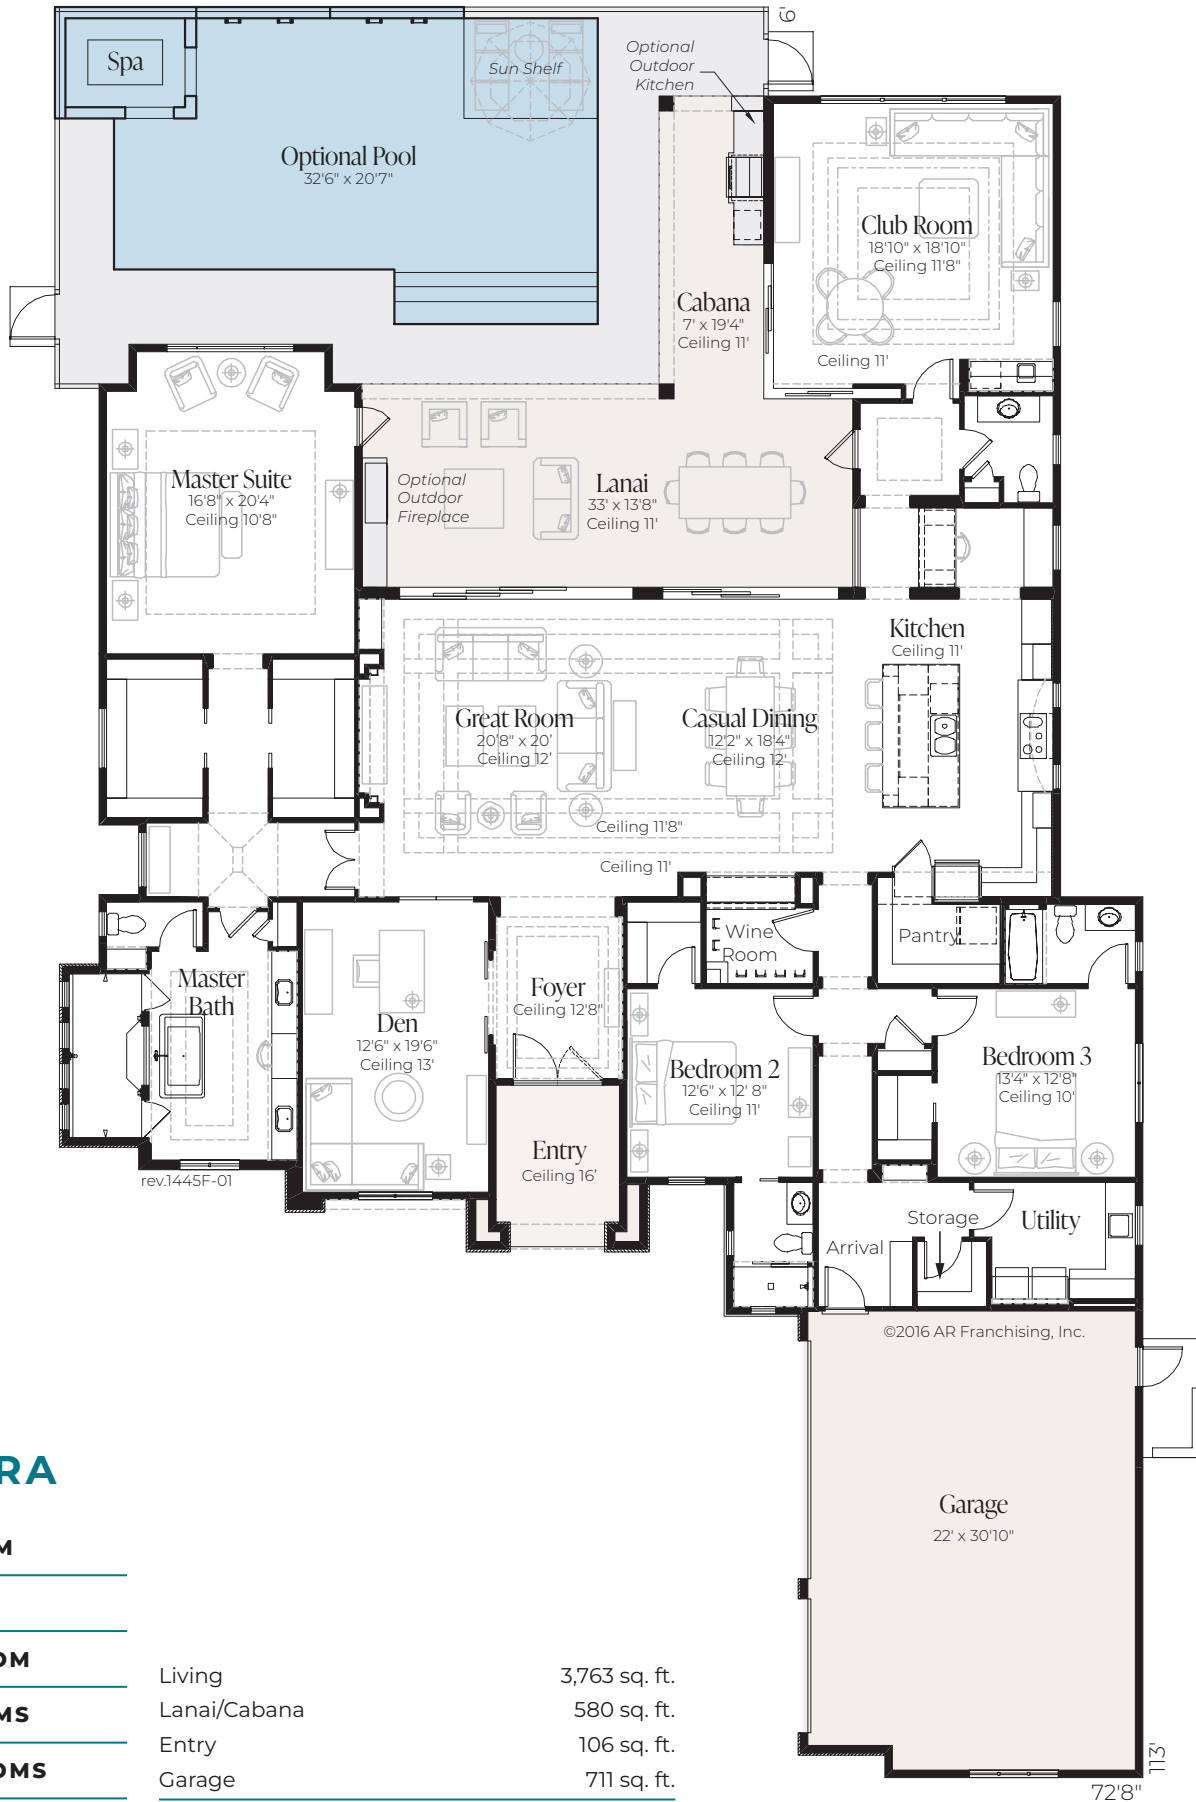 6'
Spa
Sun Shelf
Optional
Outdoor
Kitchen
Optional Pool
32'6" x 20'7"
Club Room
18'10" x 18'10"
Ceiling 11'8"
Cabana
7' x 19'4"
Ceiling 11'
Ceiling 11'
Master Suite
16'8" x 20'4"
Ceiling 10'8"
Optional
Outdoor
Fireplace
Lanai
33' x 13'8"
Ceiling 11'
Kitchen
Ceiling 11'
Great Room
20'8" x 20'
Ceiling 12'
Casual Dining
12'2" x 18'4"
Ceiling 12'
Ceiling 11'8"
Ceiling 11'
Wine
Room
Pantry
Master
Bath
Foyer
Ceiling 12'8"
Den
12'6" x 19'6"
Ceiling 13'
Bedroom 2
12'6" x 12' 8"
Ceiling 11'
Bedroom 3
13'4" x 12'8"
Ceiling 10'
Entry
Ceiling 16'
rev.1445F-01
Storage
Utility
Arrival
©2016 AR Franchising, Inc.
Garage
22' x 30'10"
RA
M
OM
MS
OMS
Living 3,763 sq. ft.
Lanai/Cabana 580 sq. ft.
Entry 106 sq. ft.
Garage 711 sq. ft.
113'
72'8"